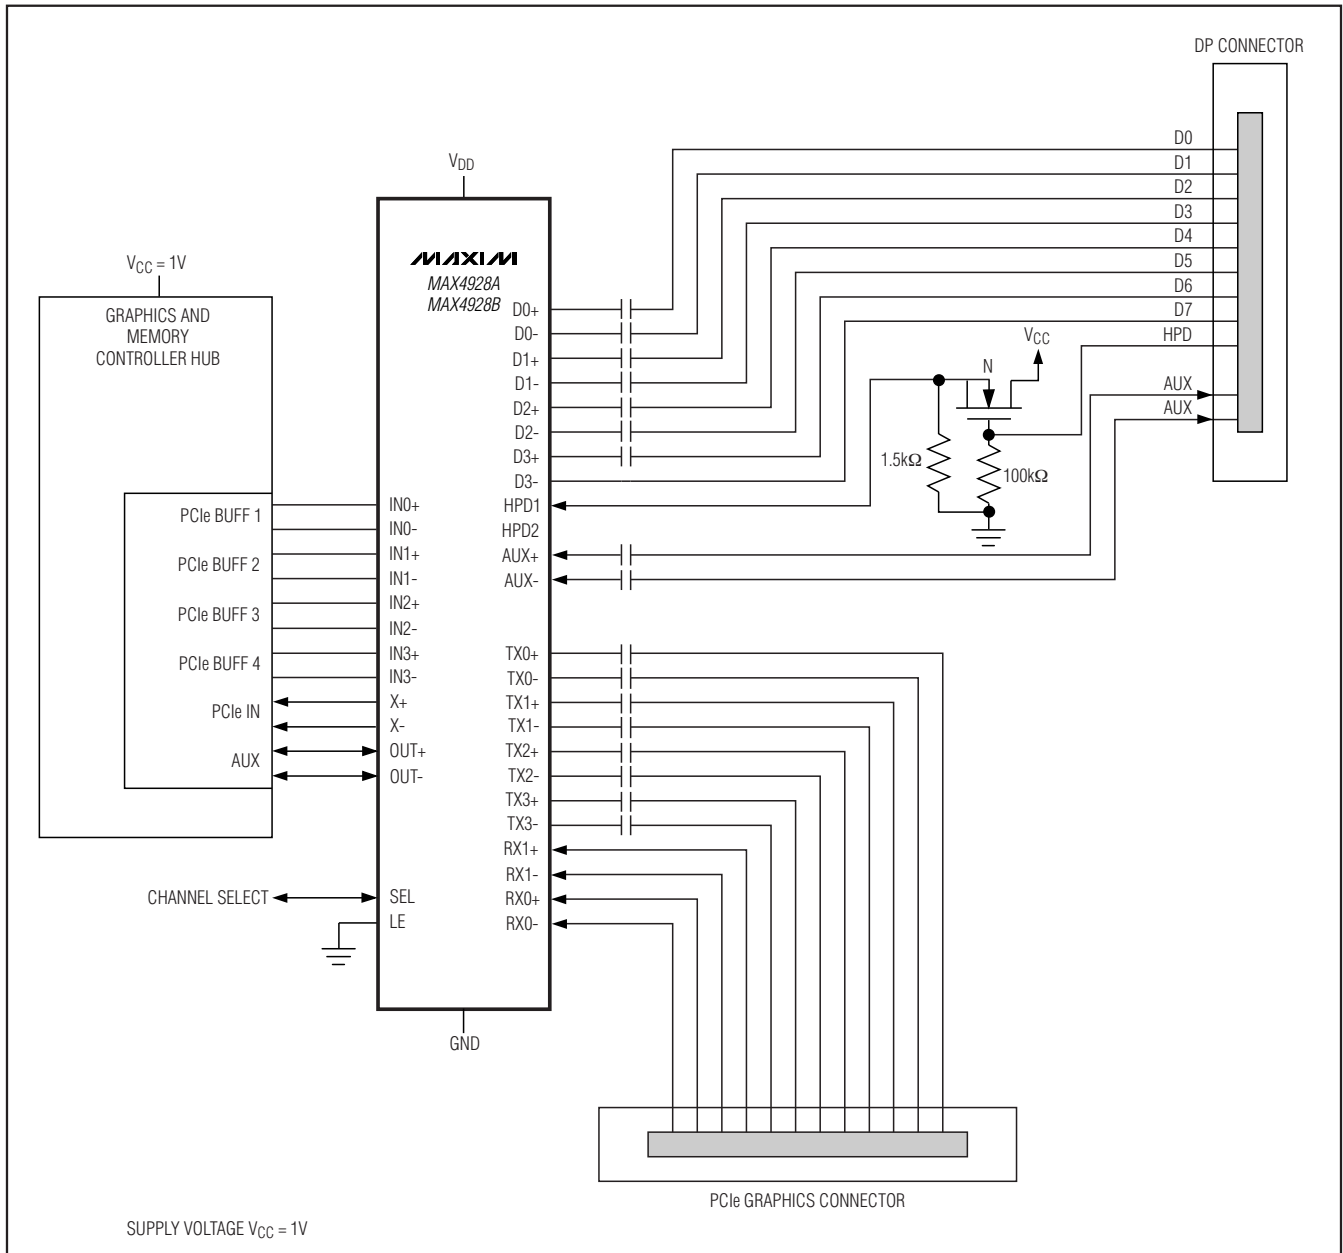 DP CONNECTOR
D0
D1
D2
D3
D4
D5
D6
D7
HPD
AUX
AUX
VDD
VCC = 1V
GRAPHICS AND
MEMORY
CONTROLLER HUB
MAXIM
MAX4928A
MAX4928B
D0+
D0-
D1+
D1-
D2+
D2-
D3+
D3-
HPD1
HPD2
AUX+
AUX-
VCC
N
1.5kΩ
100kΩ
PCIe BUFF 1
PCIe BUFF 2
PCIe BUFF 3
PCIe BUFF 4
PCIe IN
AUX
IN0+
IN0-
IN1+
IN1-
IN2+
IN2-
IN3+
IN3-
X+
X-
OUT+
OUT-
TX0+
TX0-
TX1+
TX1-
TX2+
TX2-
TX3+
TX3-
RX1+
RX1-
RX0+
RX0-
CHANNEL SELECT
SEL
LE
GND
PCIe GRAPHICS CONNECTOR
SUPPLY VOLTAGE VCC = 1V